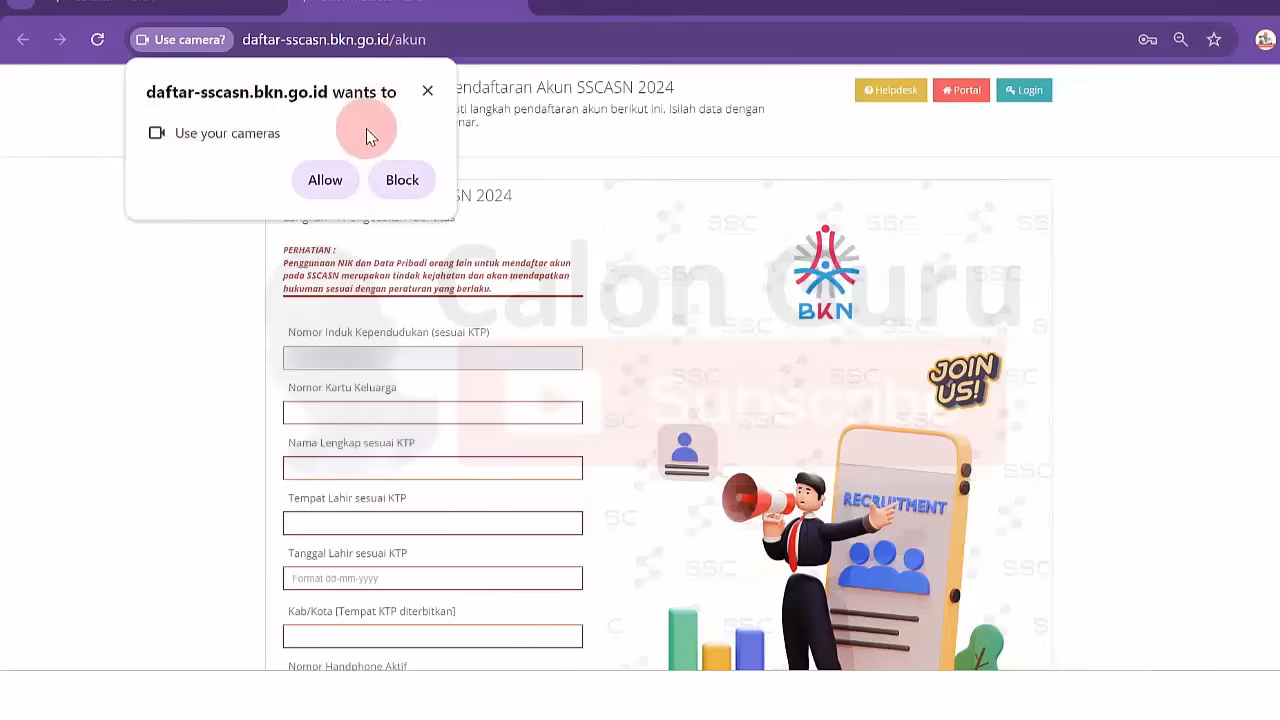 Use camera?
daftar-sscasn.bkn.go.id/akun
daftar-sscasn.bkn.go.id wants to
Use your cameras
Allow
Block
endaftaran Akun SSCASN 2024
uti langkah pendaftaran akun berikut ini. Isilah data dengan
enar.
Helpdesk
Portal
Login
SN 2024
PERHATIAN :
Penggunaan NIK dan Data Pribadi orang lain untuk mendaftar akun
pada SSCASN merupakan tindak kejahatan dan akan mendapatkan
hukuman sesuai dengan peraturan yang berlaku.
Nomor Induk Kependudukan (sesuai KTP)
Nomor Kartu Keluarga
Nama Lengkap sesuai KTP
Tempat Lahir sesuai KTP
Tanggal Lahir sesuai KTP
Format dd-mm-yyyy
Kab/Kota [Tempat KTP diterbitkan]
Nomor Handphone Aktif
BKN
JOIN
US!
RECRUITMENT
Calon Guru
Subscribe